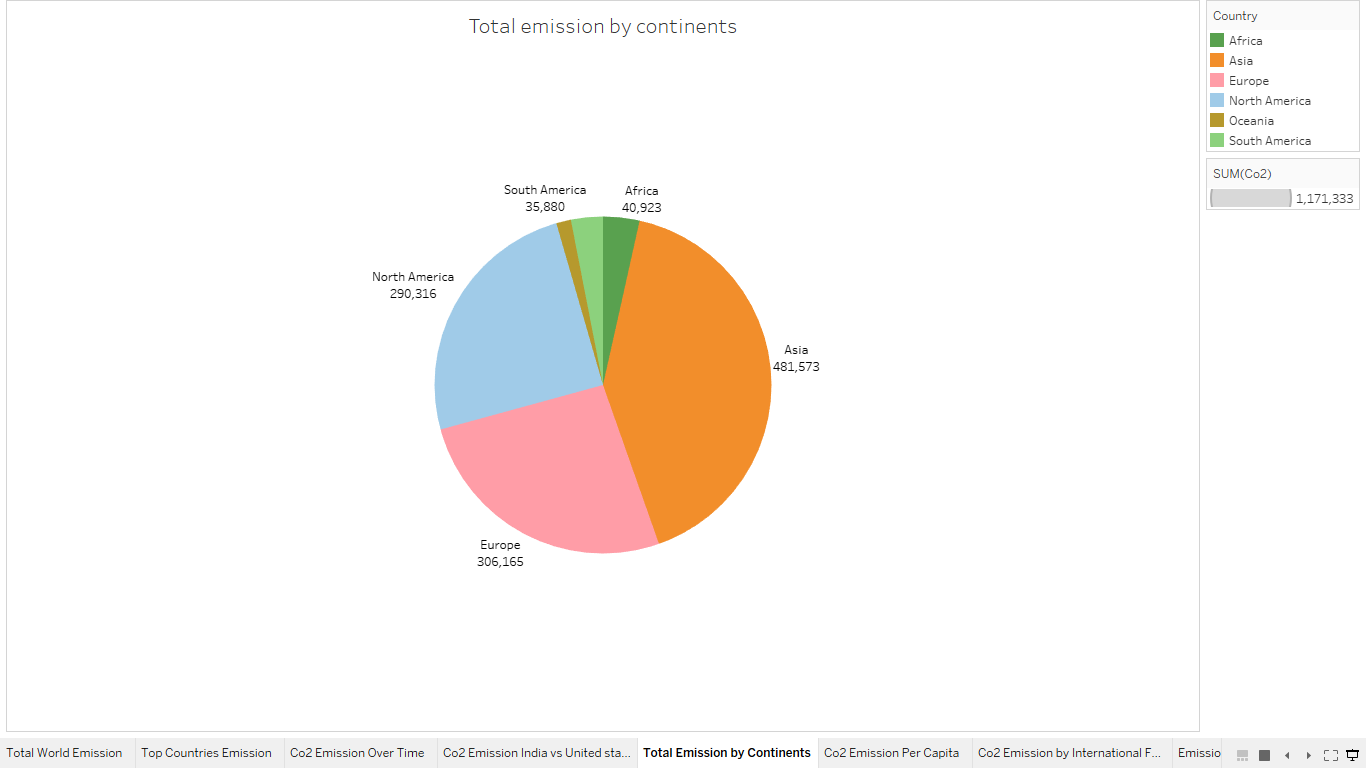 Total emission by continents
Country
Africa
Asia
Europe
North America
Oceania
South America
SUM(Co2)
1,171,333
South America
35,880
Africa
40,923
North America
290,316
Asia
481,573
Europe
306,165
Total World Emission
Top Countries Emission
Co2 Emission Over Time
Co2 Emission India vs United sta...
Total Emission by Continents
Co2 Emission Per Capita
Co2 Emission by International F...
Emissio